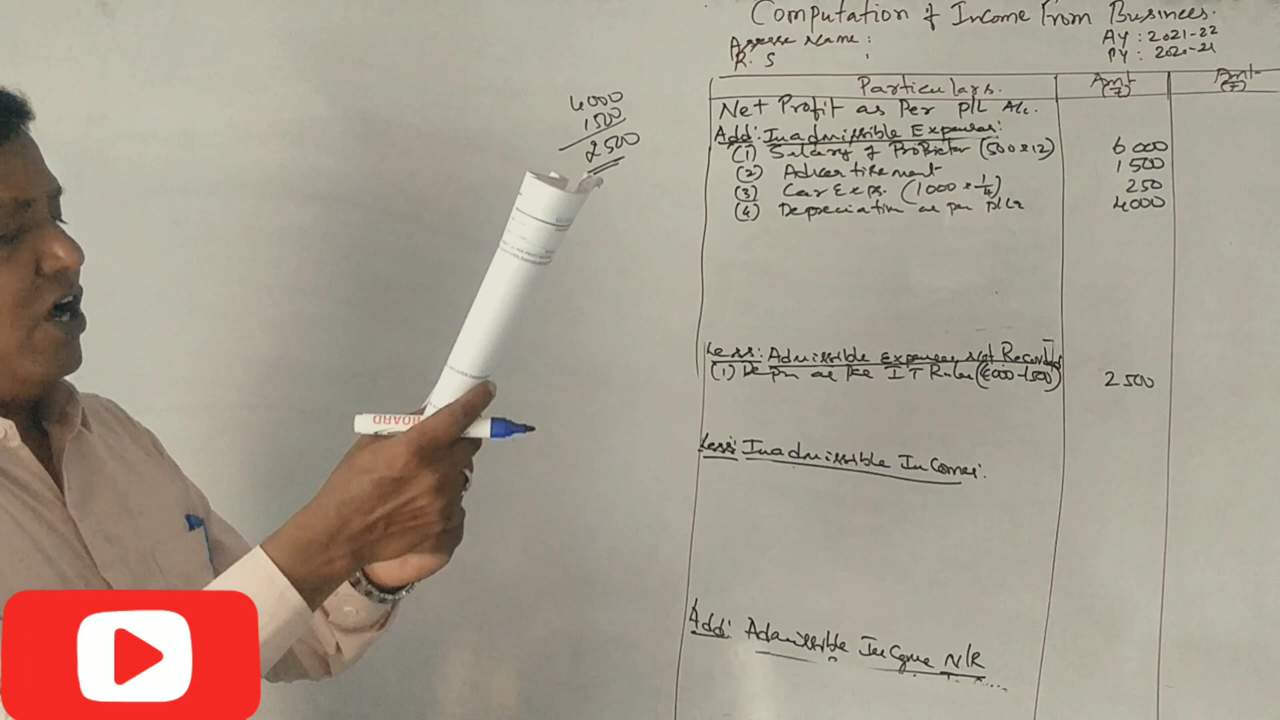 Computation of Income From Business.
Assesse Name :
R. S :
AY : 2021-22
PY : 2020-21
Particulars. Amt (₹) Amt (₹)
Net Profit as Per P/L A/c.
Add: Inadmissible Expenses:
(1) Salary of Proprietor (500 x 12) 6000
(2) Advertisement 1500
(3) Car Exps. (1000 x 1/4) 250
(4) Depreciation as per P/L 4000
4000
1500
2500
Less: Admissible Expenses Not Recorded
(1) Depn as per IT Rules (4000-1500) 2500
Less: Inadmissible Incomes:
Add: Admissible Income N/R
BOARD